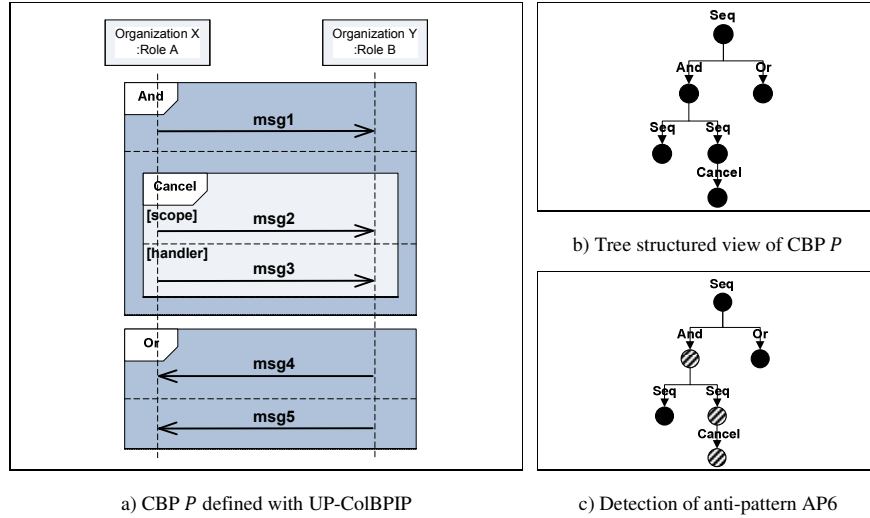 Organization X
:Role A
Organization Y
:Role B
And
msg1
Cancel
[scope]
msg2
[handler]
msg3
Or
msg4
msg5
a) CBP P defined with UP-ColBPIP
Seq
And
Or
Seq
Seq
Cancel
b) Tree structured view of CBP P
Seq
And
Or
Seq
Seq
Cancel
c) Detection of anti-pattern AP6